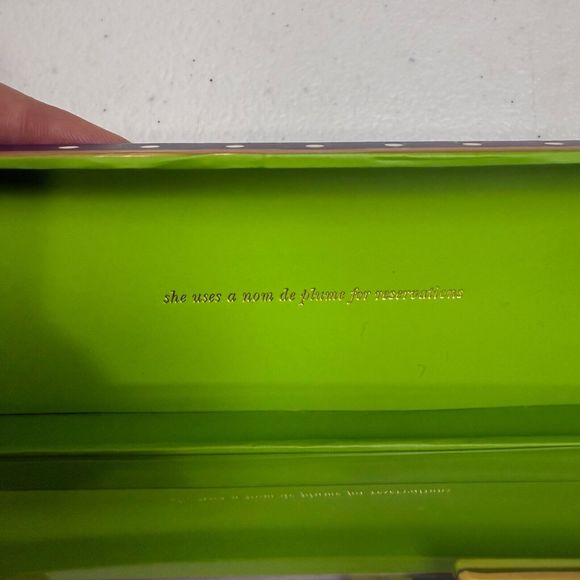 she uses a nom de plume for reservations